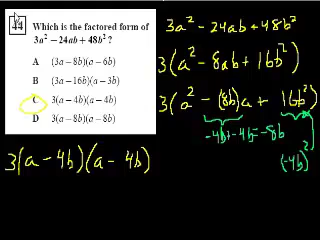 44 Which is the factored form of
3a² − 24ab + 48b²?
A (3a − 8b)(a − 6b)
B (3a − 16b)(a − 3b)
C 3(a − 4b)(a − 4b)
D 3(a − 8b)(a − 8b)
3a² − 24ab + 48b²
3(a² − 8ab + 16b²)
3(a² − (8b)a + 16b²)
-4b+-4b=-8b
(-4b)²
3(a − 4b)(a − 4b)